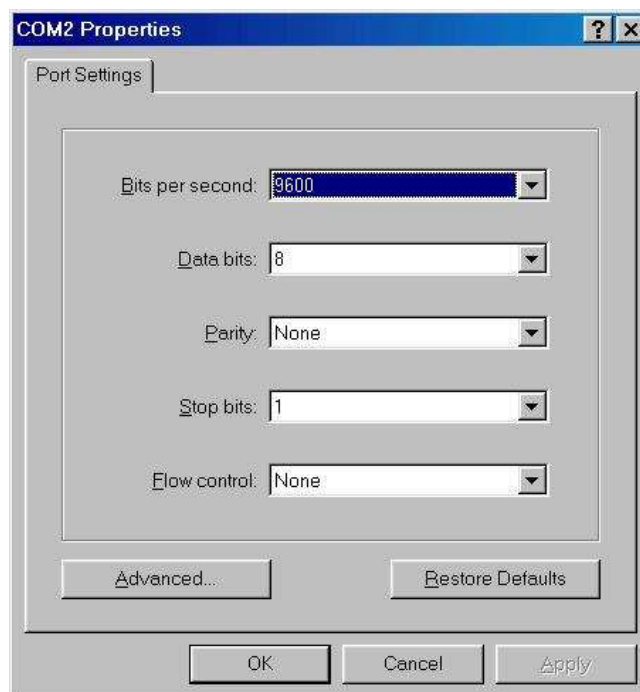 COM2 Properties
Port Settings
Bits per second: 9600
Data bits: 8
Parity: None
Stop bits: 1
Flow control: None
Advanced... Restore Defaults
OK Cancel Apply